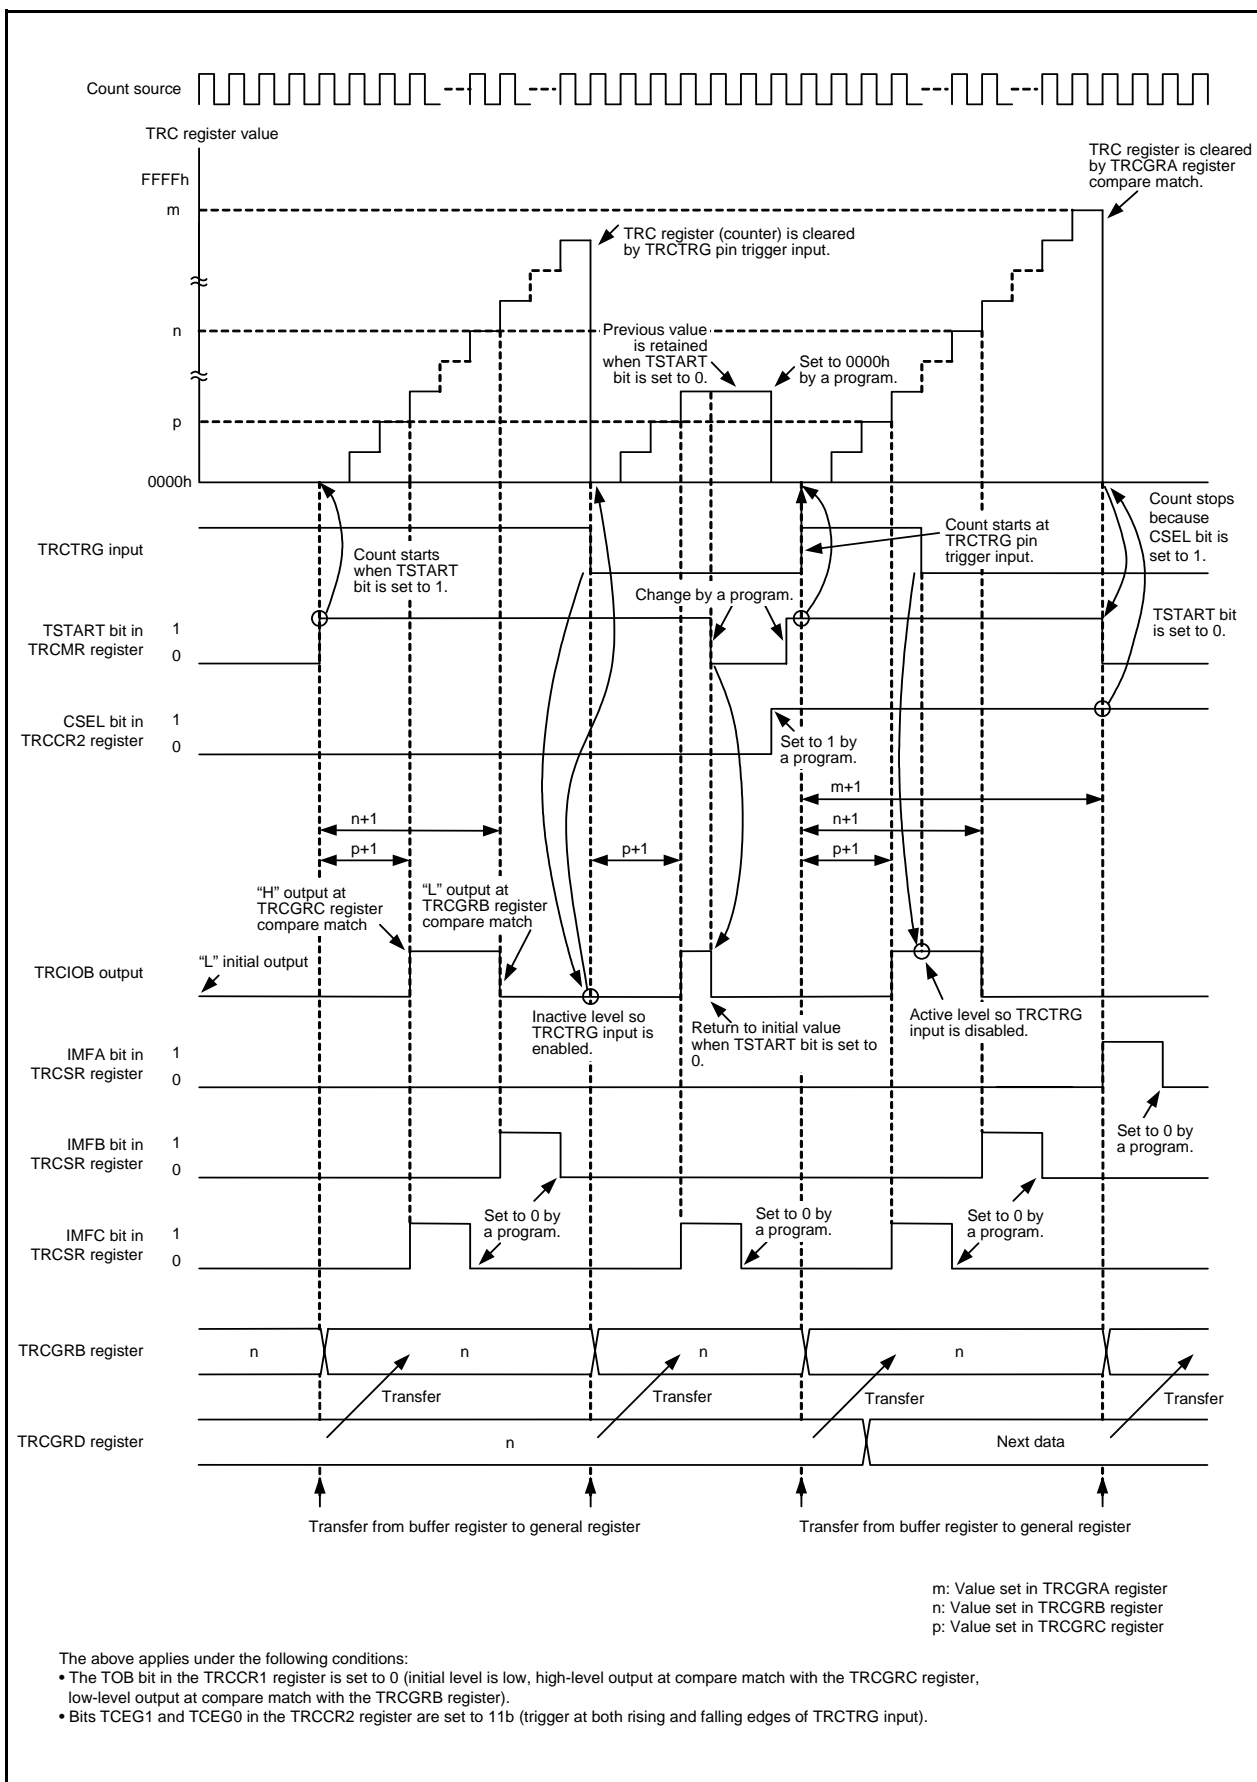 Count source
TRC register value
FFFFh
m
TRC register is cleared
by TRCGRA register
compare match.
TRC register (counter) is cleared
by TRCTRG pin trigger input.
n
Previous value
is retained
when TSTART
bit is set to 0.
Set to 0000h
by a program.
p
0000h
TRCTRG input
Count starts
when TSTART
bit is set to 1.
Count starts at
TRCTRG pin
trigger input.
Count stops
because
CSEL bit is
set to 1.
Change by a program.
TSTART bit in
TRCMR register
1
0
TSTART bit
is set to 0.
CSEL bit in
TRCCR2 register
1
0
Set to 1 by
a program.
m+1
n+1
n+1
p+1
p+1
p+1
“H” output at
TRCGRC register
compare match
“L” output at
TRCGRB register
compare match
TRCIOB output
“L” initial output
Inactive level so
TRCTRG input is
enabled.
Return to initial value
when TSTART bit is set to
0.
Active level so TRCTRG
input is disabled.
IMFA bit in
TRCSR register
1
0
Set to 0 by
a program.
IMFB bit in
TRCSR register
1
0
Set to 0 by
a program.
Set to 0 by
a program.
Set to 0 by
a program.
IMFC bit in
TRCSR register
1
0
TRCGRB register
n
n
n
n
Transfer
Transfer
Transfer
Transfer
TRCGRD register
n
Next data
Transfer from buffer register to general register
Transfer from buffer register to general register
m: Value set in TRCGRA register
n: Value set in TRCGRB register
p: Value set in TRCGRC register
The above applies under the following conditions:
• The TOB bit in the TRCCR1 register is set to 0 (initial level is low, high-level output at compare match with the TRCGRC register,
low-level output at compare match with the TRCGRB register).
• Bits TCEG1 and TCEG0 in the TRCCR2 register are set to 11b (trigger at both rising and falling edges of TRCTRG input).